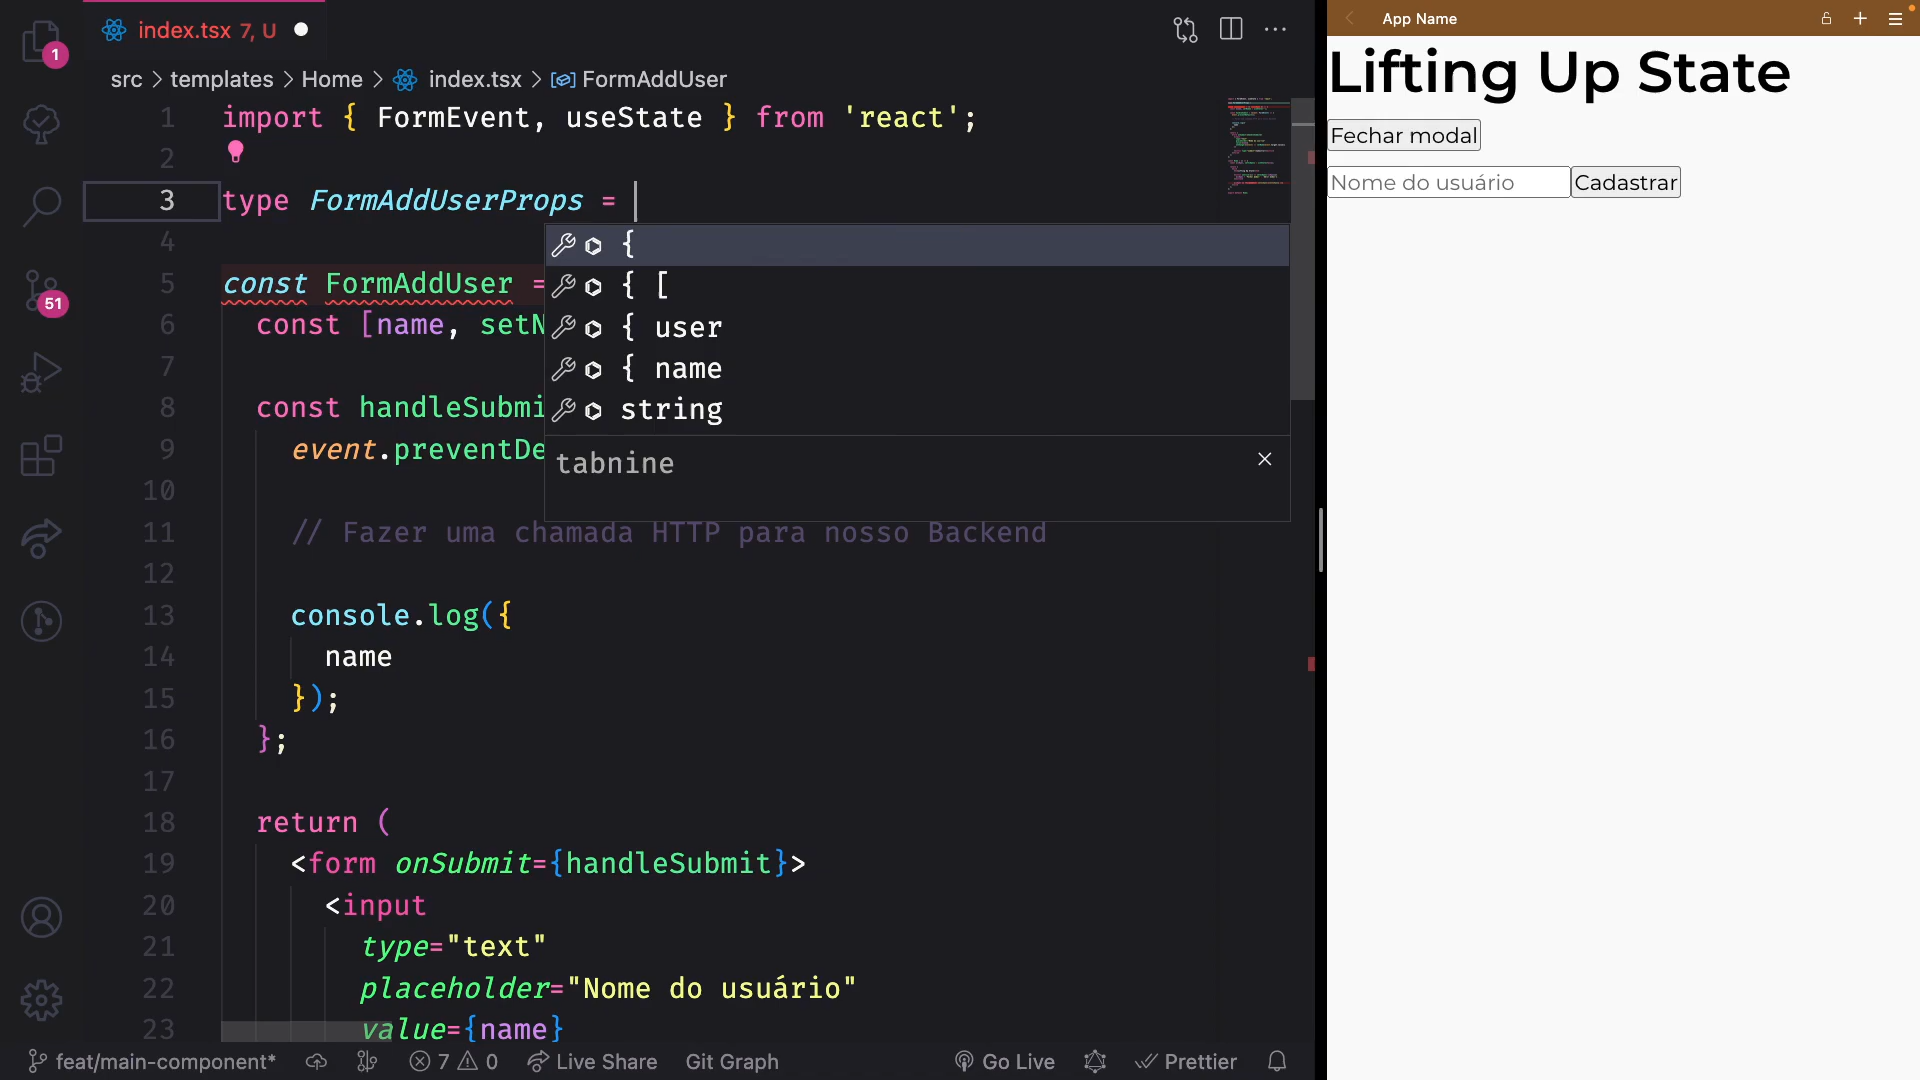 1
index.tsx 7, U
src > templates > Home > index.tsx > FormAddUser
1 import { FormEvent, useState } from 'react';
2
3 type FormAddUserProps =
{
4
5 const FormAddUser =
{ [
6 const [name, setN
{ user
7
{ name
8 const handleSubmi
string
9 event.preventDe
tabnine
10
11 // Fazer uma chamada HTTP para nosso Backend
12
13 console.log({
14 name
15 });
16 };
17
18 return (
19 <form onSubmit={handleSubmit}>
20 <input
21 type="text"
22 placeholder="Nome do usuário"
23 value={name}
51
feat/main-component* 7 0 Live Share Git Graph Go Live Prettier
App Name
Lifting Up State
Fechar modal
Nome do usuário Cadastrar